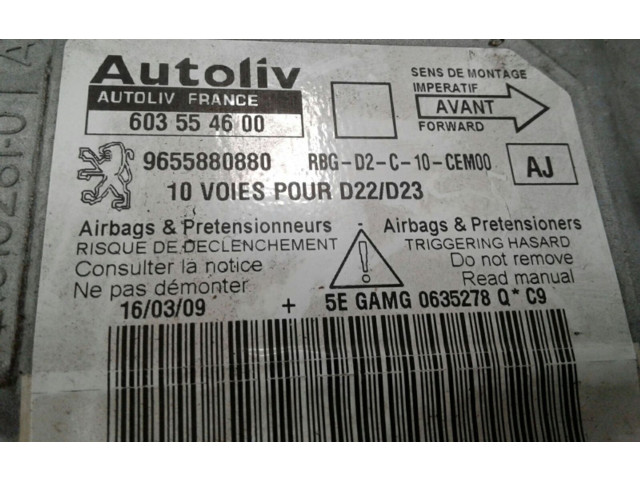 Autoliv
AUTOLIV FRANCE
603 55 46 00
SENS DE MONTAGE
IMPERATIF
AVANT
FORWARD
9655880880 RBG-D2-C-10-CEM00 AJ
10 VOIES POUR D22/D23
Airbags & Pretensionneurs
RISQUE DE DECLENCHEMENT
Consulter la notice
Ne pas démonter
Airbags & Pretensioners
TRIGGERING HASARD
Do not remove
Read manual
16/03/09 + 5E GAMG 0635278 Q* C9